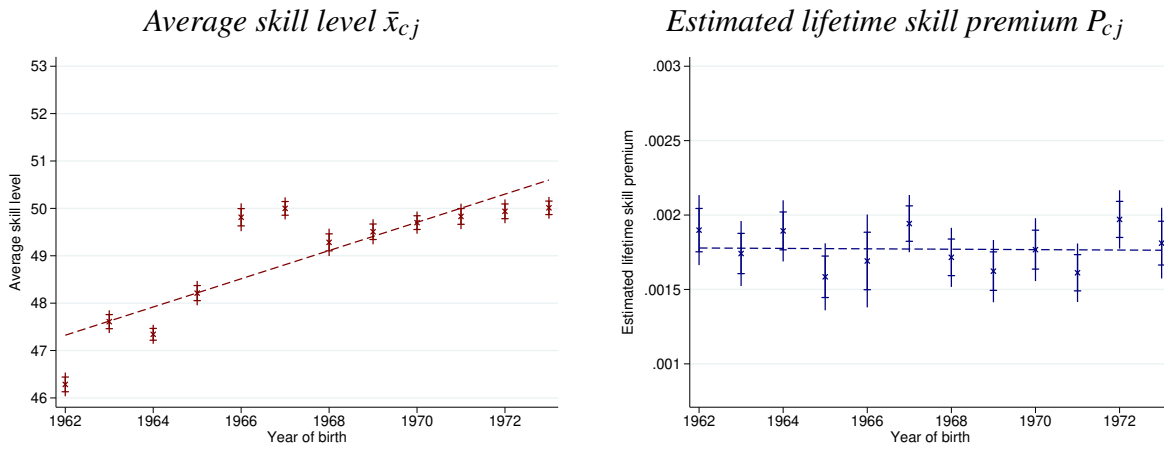 Average skill level x̄cj
53
52
51
50
49
48
47
46
Average skill level
1962 1964 1966 1968 1970 1972
Year of birth
Estimated lifetime skill premium Pcj
.003
.0025
.002
.0015
.001
Estimated lifetime skill premium
1962 1964 1966 1968 1970 1972
Year of birth